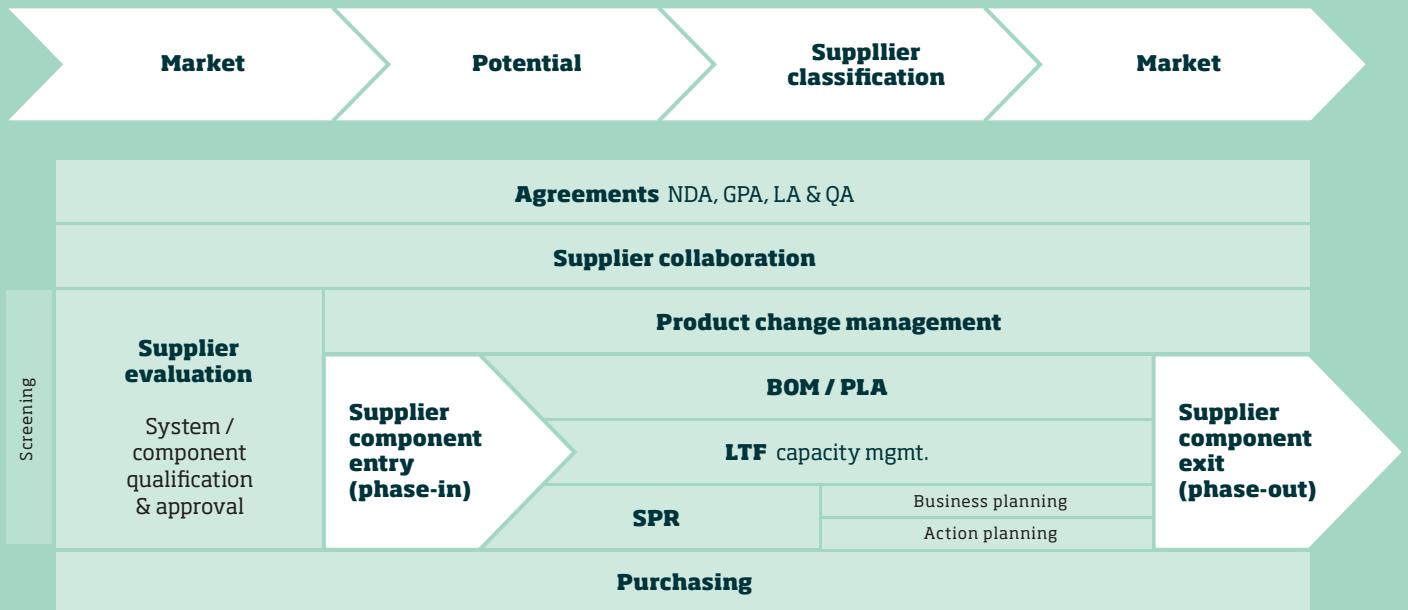 Market
Potential
Suppllier
classification
Market
Agreements NDA, GPA, LA & QA
Supplier collaboration
Product change management
Screening
Supplier
evaluation
System /
component
qualification
& approval
Supplier
component
entry
(phase-in)
BOM / PLA
LTF capacity mgmt.
SPR
Business planning
Action planning
Supplier
component
exit
(phase-out)
Purchasing